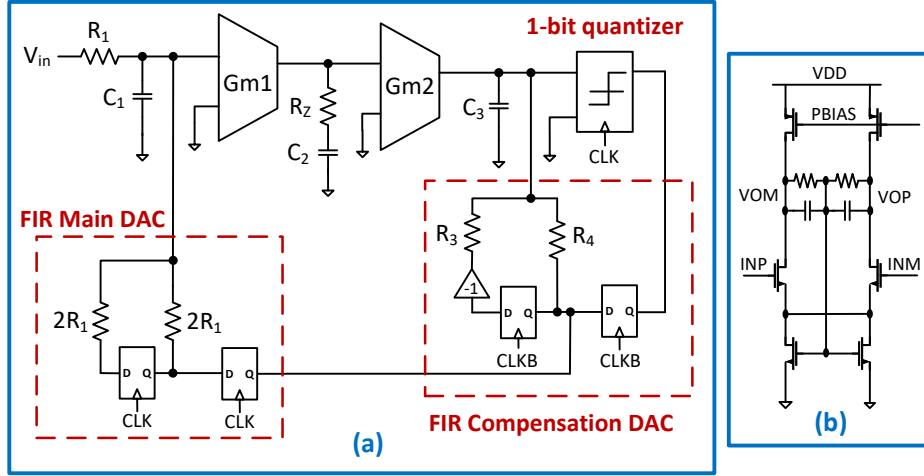 1-bit quantizer
R1
Vin
C1
Gm1
RZ
C2
Gm2
C3
CLK
FIR Main DAC
2R1
2R1
D Q
D Q
CLK
CLK
R3
R4
-1
D Q
D Q
CLKB
CLKB
FIR Compensation DAC
(a)
VDD
PBIAS
VOM
VOP
INP
INM
(b)